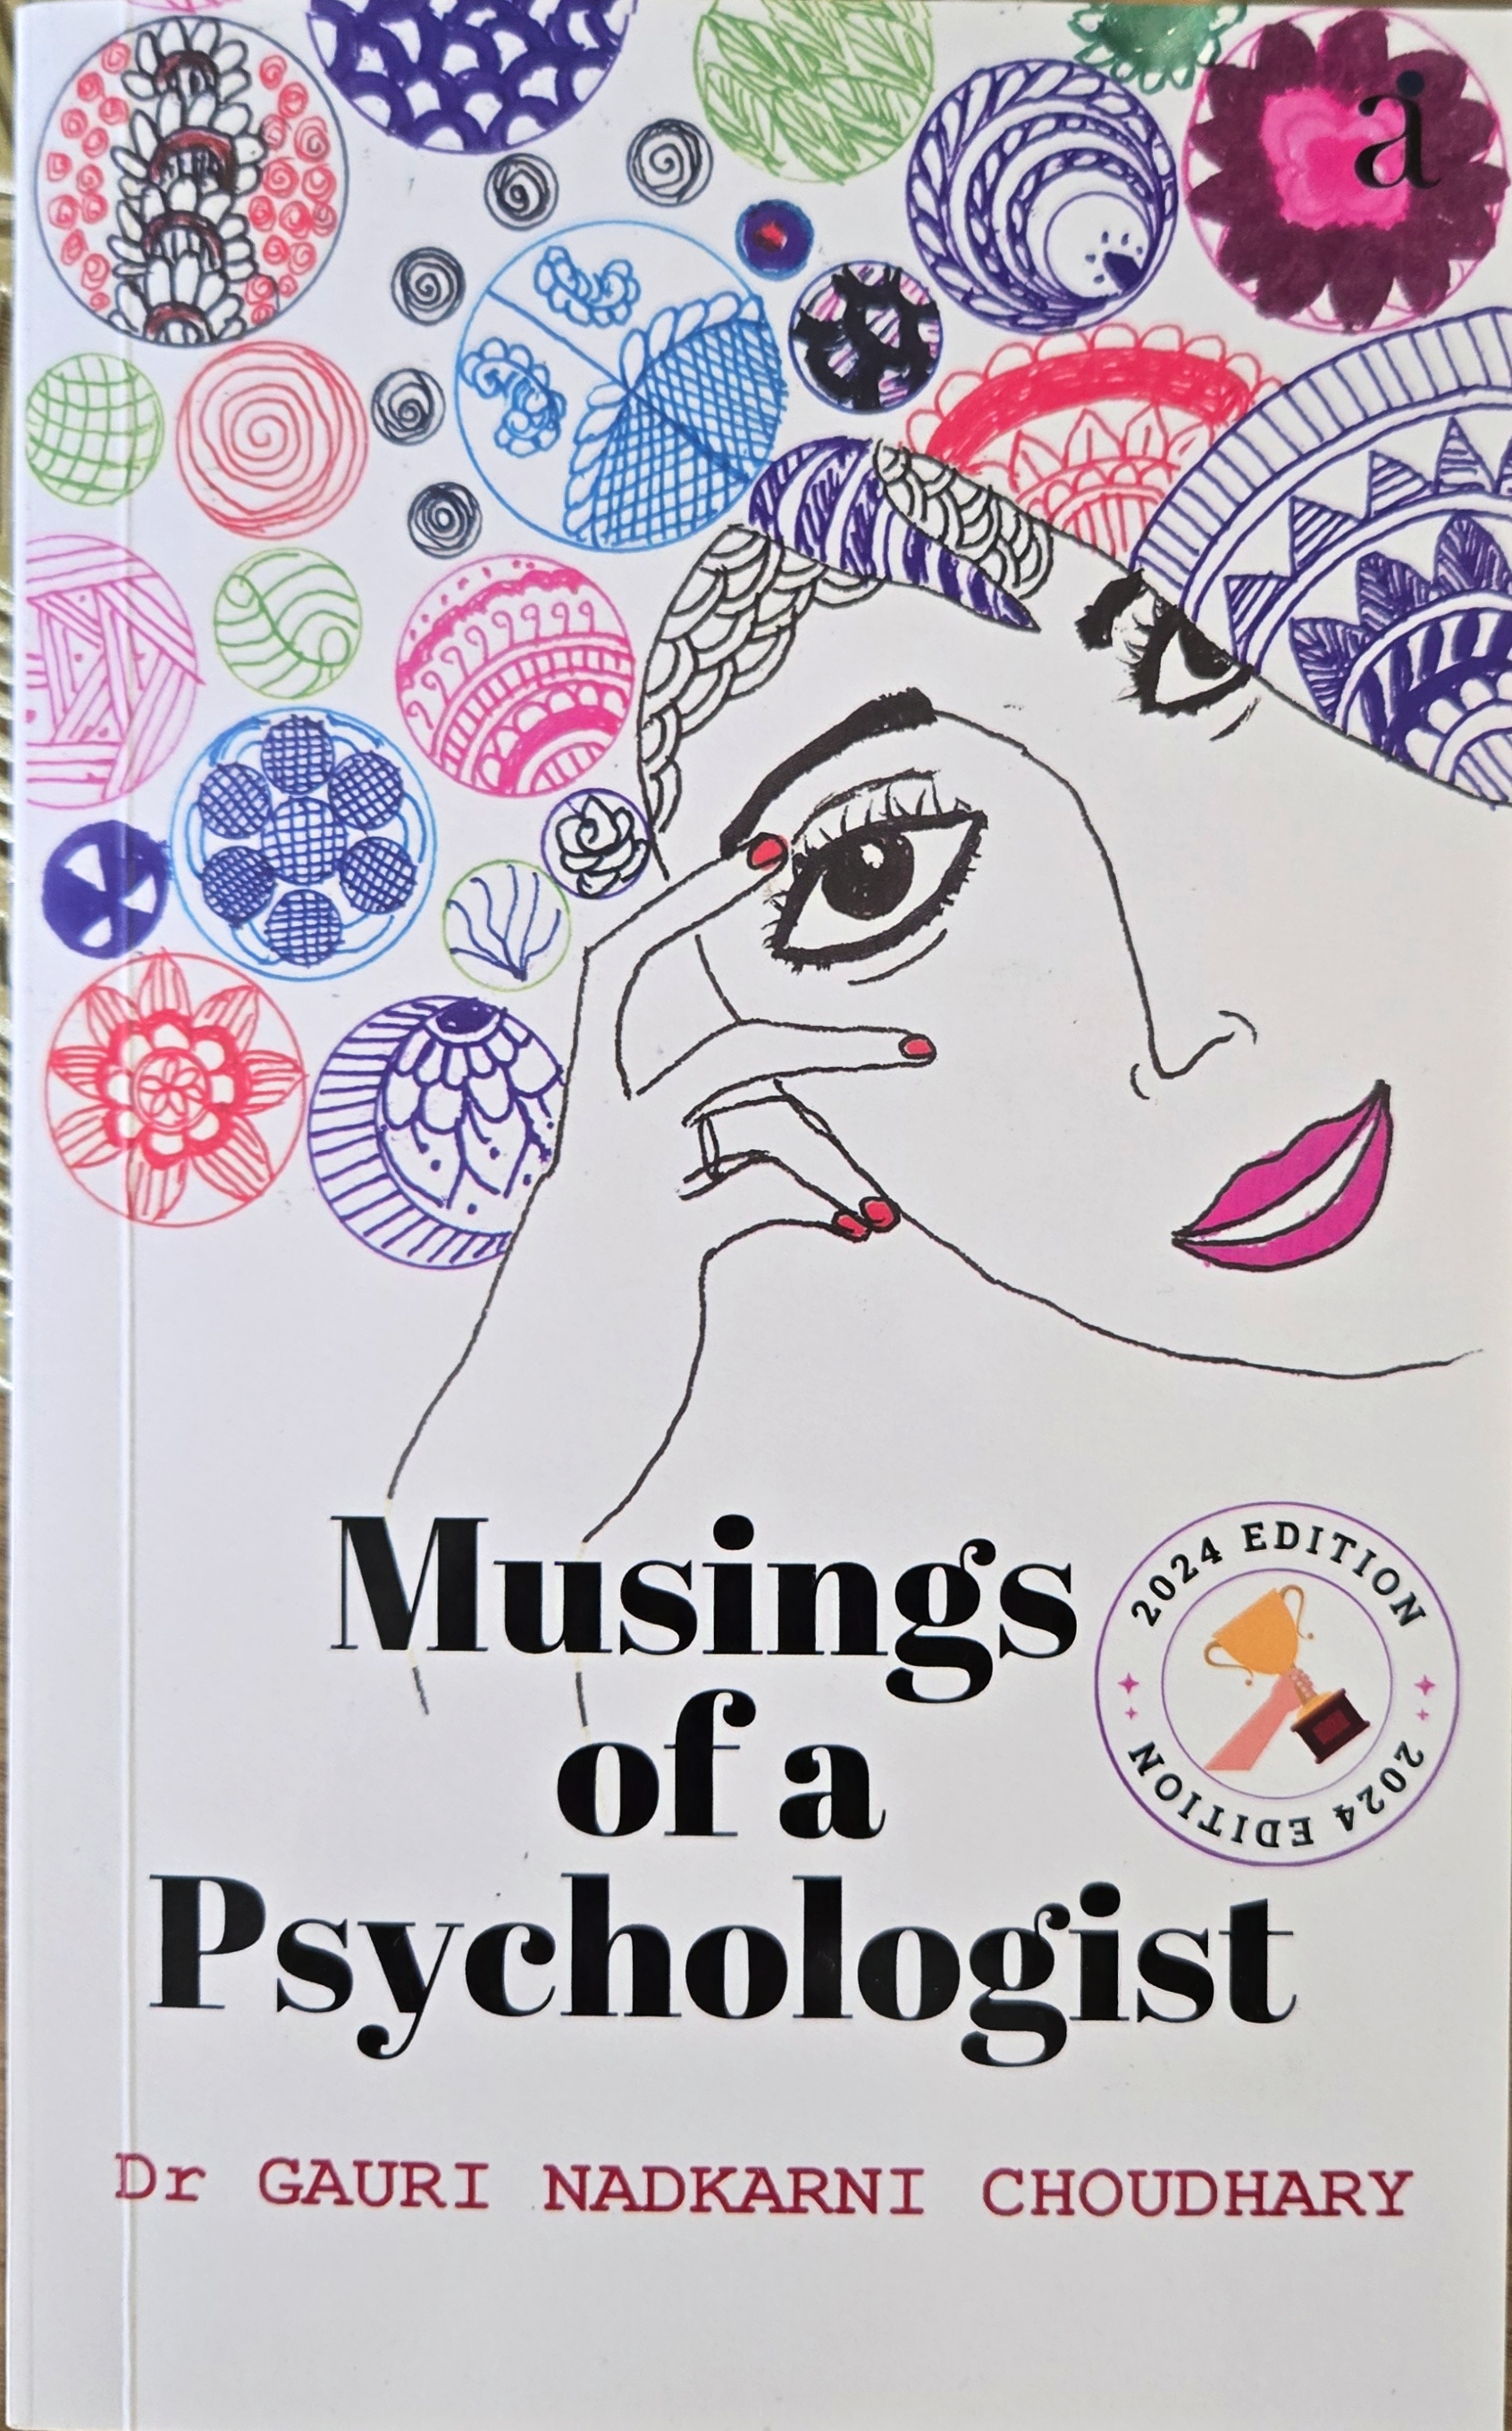 ȧ
Musings
of a
Psychologist
2024 EDITION
2024 EDITION
Dr GAURI NADKARNI CHOUDHARY